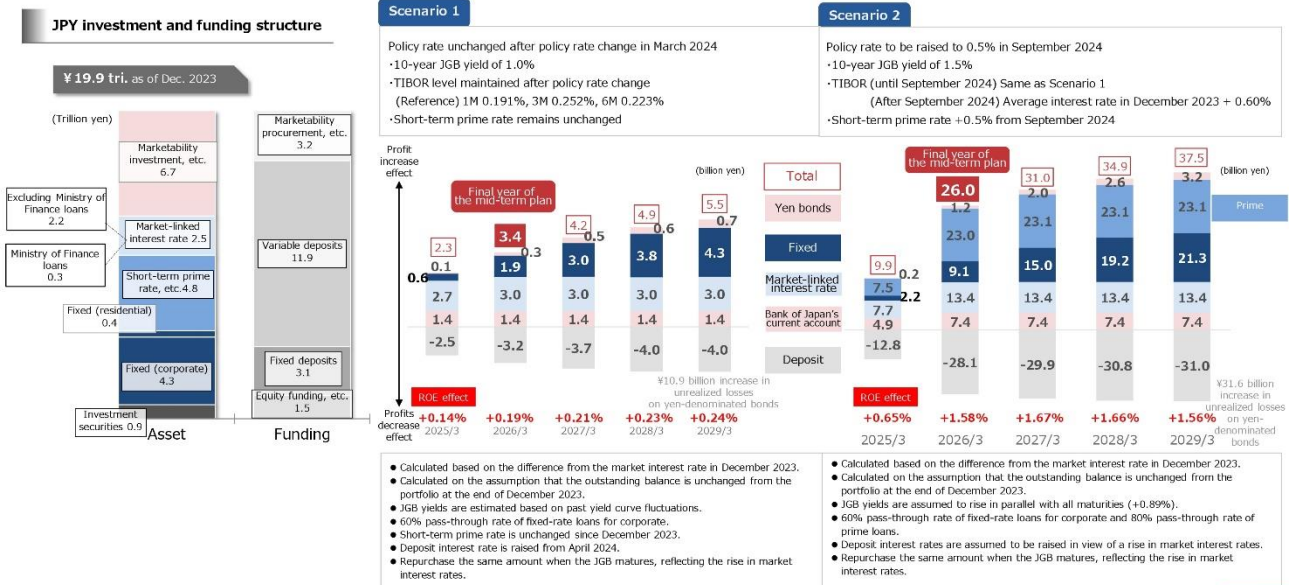 JPY investment and funding structure
¥19.9 tri. as of Dec. 2023
(Trillion yen)
Marketability
investment, etc.
6.7
Excluding Ministry of
Finance loans
2.2
Market-linked
interest rate 2.5
Ministry of Finance
loans
0.3
Short-term prime
rate, etc.4.8
Fixed (residential)
0.4
Fixed (corporate)
4.3
Investment
securities 0.9
Asset
Marketability
procurement, etc.
3.2
Variable deposits
11.9
Fixed deposits
3.1
Equity funding, etc.
1.5
Funding
Scenario 1
Policy rate unchanged after policy rate change in March 2024
・10-year JGB yield of 1.0%
・TIBOR level maintained after policy rate change
(Reference) 1M 0.191%, 3M 0.252%, 6M 0.223%
・Short-term prime rate remains unchanged
Profit
increase
effect
Profits
decrease
effect
(billion yen)
Final year of
the mid-term plan
2.3
0.1
0.6
2.7
1.4
-2.5
3.4
0.3
1.9
3.0
1.4
-3.2
4.2
0.5
3.0
3.0
1.4
-3.7
4.9
0.6
3.8
3.0
1.4
-4.0
5.5
0.7
4.3
3.0
1.4
-4.0
¥10.9 billion increase in
unrealized losses
on yen-denominated bonds
ROE effect
+0.14% +0.19% +0.21% +0.23% +0.24%
2025/3 2026/3 2027/3 2028/3 2029/3
● Calculated based on the difference from the market interest rate in December 2023.
● Calculated on the assumption that the outstanding balance is unchanged from the
portfolio at the end of December 2023.
● JGB yields are estimated based on past yield curve fluctuations.
● 60% pass-through rate of fixed-rate loans for corporate.
● Short-term prime rate is unchanged since December 2023.
● Deposit interest rate is raised from April 2024.
● Repurchase the same amount when the JGB matures, reflecting the rise in market
interest rates.
Total
Yen bonds
Fixed
Market-linked
interest rate
Bank of Japan's
current account
Deposit
Scenario 2
Policy rate to be raised to 0.5% in September 2024
・10-year JGB yield of 1.5%
・TIBOR (until September 2024) Same as Scenario 1
(After September 2024) Average interest rate in December 2023 + 0.60%
・Short-term prime rate +0.5% from September 2024
(billion yen)
Final year of
the mid-term plan
Prime
9.9
0.2
7.5
2.2
7.7
4.9
-12.8
26.0
1.2
23.0
9.1
13.4
7.4
-28.1
31.0
2.0
23.1
15.0
13.4
7.4
-29.9
34.9
2.6
23.1
19.2
13.4
7.4
-30.8
37.5
3.2
23.1
21.3
13.4
7.4
-31.0
¥31.6 billion
increase in
unrealized losses
on yen-
denominated
bonds
ROE effect
+0.65% +1.58% +1.67% +1.66% +1.56%
2025/3 2026/3 2027/3 2028/3 2029/3
● Calculated based on the difference from the market interest rate in December 2023.
● Calculated on the assumption that the outstanding balance is unchanged from the
portfolio at the end of December 2023.
● JGB yields are assumed to rise in parallel with all maturities (+0.89%).
● 60% pass-through rate of fixed-rate loans for corporate and 80% pass-through rate of
prime loans.
● Deposit interest rates are assumed to be raised in view of a rise in market interest rates.
● Repurchase the same amount when the JGB matures, reflecting the rise in market
interest rates.